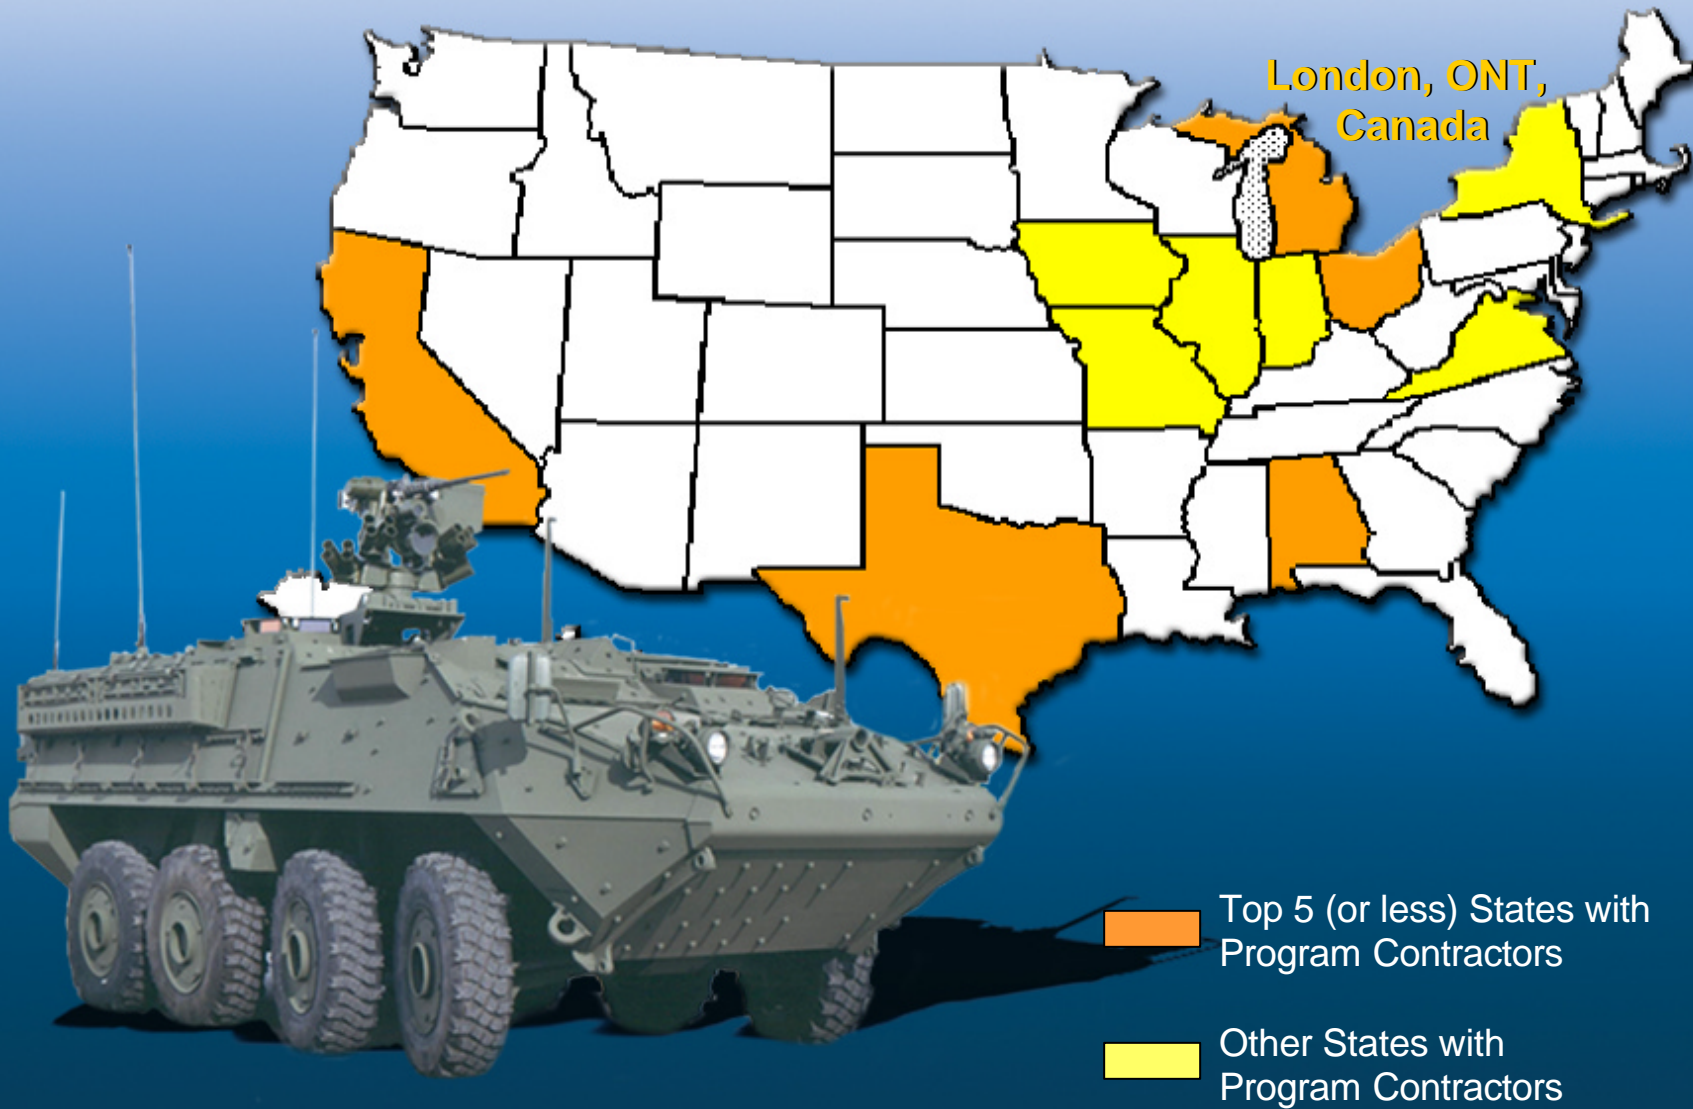 London, ONT,
Canada
Top 5 (or less) States with
Program Contractors
Other States with
Program Contractors